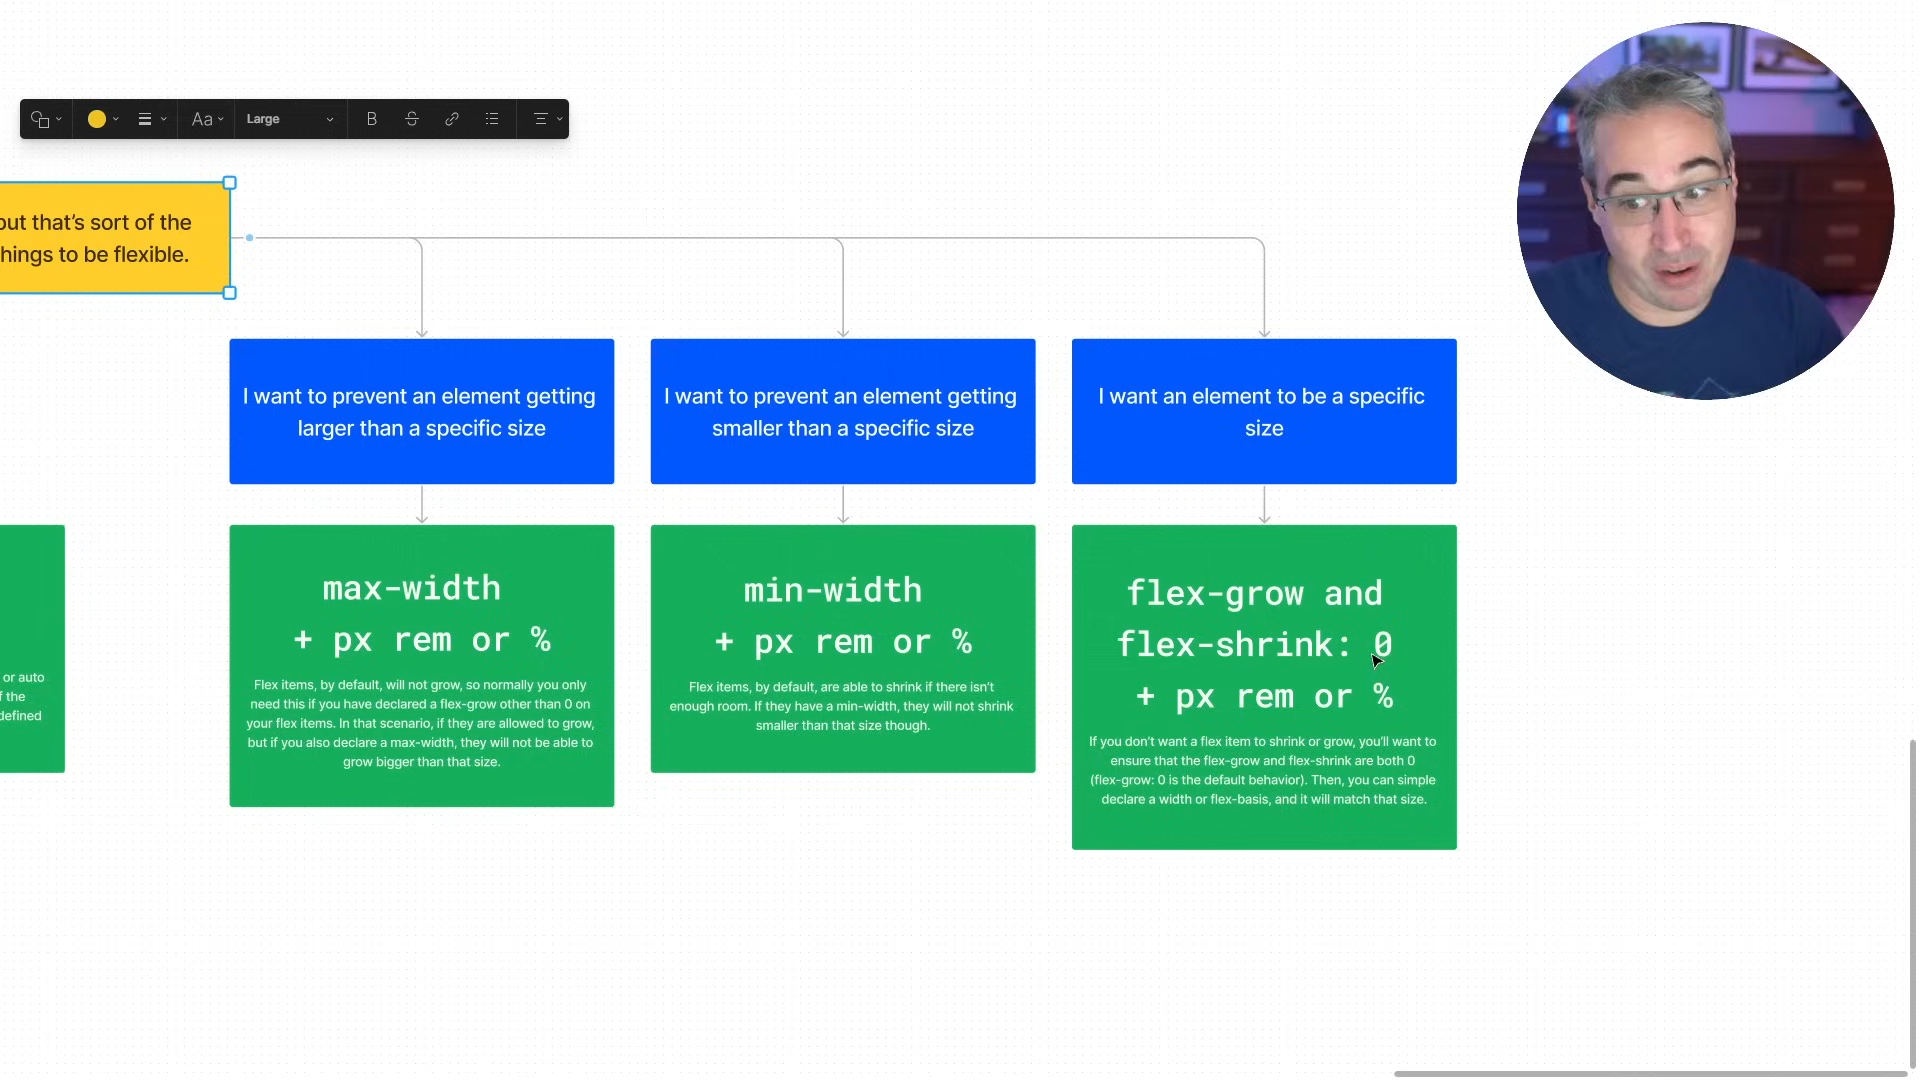 Aa
Large
B
S
but that's sort of the
things to be flexible.
I want to prevent an element getting
larger than a specific size
I want to prevent an element getting
smaller than a specific size
I want an element to be a specific
size
or auto
f the
defined
max-width
+ px rem or %
Flex items, by default, will not grow, so normally you only
need this if you have declared a flex-grow other than 0 on
your flex items. In that scenario, if they are allowed to grow,
but if you also declare a max-width, they will not be able to
grow bigger than that size.
min-width
+ px rem or %
Flex items, by default, are able to shrink if there isn't
enough room. If they have a min-width, they will not shrink
smaller than that size though.
flex-grow and
flex-shrink: 0
+ px rem or %
If you don't want a flex item to shrink or grow, you'll want to
ensure that the flex-grow and flex-shrink are both 0
(flex-grow: 0 is the default behavior). Then, you can simple
declare a width or flex-basis, and it will match that size.